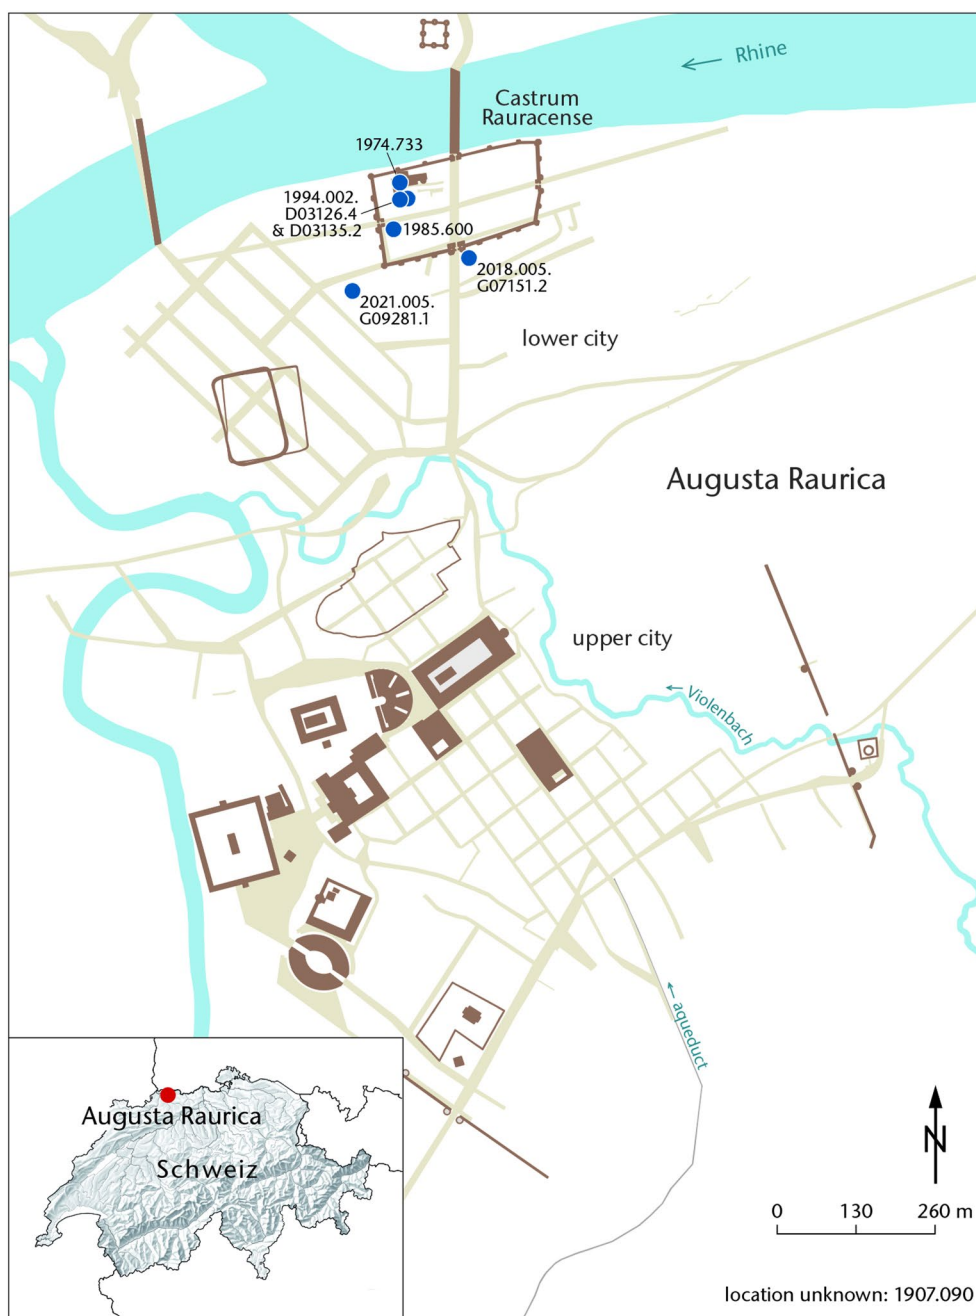 Rhine
Castrum
Rauracense
1974.733
1994.002.
D03126.4
& D03135.2
1985.600
2018.005.
G07151.2
2021.005.
G09281.1
lower city
Augusta Raurica
upper city
Violenbach
aqueduct
Augusta Raurica
Schweiz
N
0 130 260 m
location unknown: 1907.090